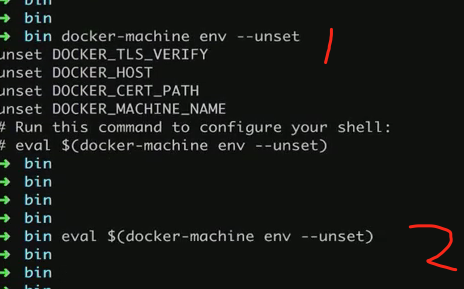 ➜ bin
➜ bin
➜ bin docker-machine env --unset 1
unset DOCKER_TLS_VERIFY
unset DOCKER_HOST
unset DOCKER_CERT_PATH
unset DOCKER_MACHINE_NAME
# Run this command to configure your shell:
# eval $(docker-machine env --unset)
➜ bin
➜ bin
➜ bin
➜ bin
➜ bin eval $(docker-machine env --unset) 2
➜ bin
➜ bin
➜ bin